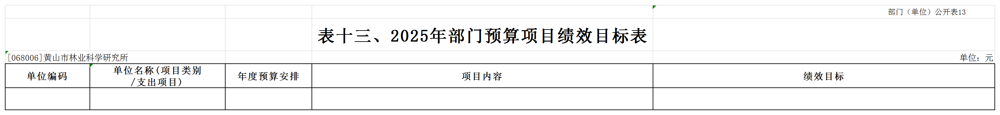 部门（单位）公开表13
表十三、2025年部门预算项目绩效目标表
[068006]黄山市林业科学研究所
单位：元
单位编码
单位名称(项目类别
/支出项目)
年度预算安排
项目内容
绩效目标